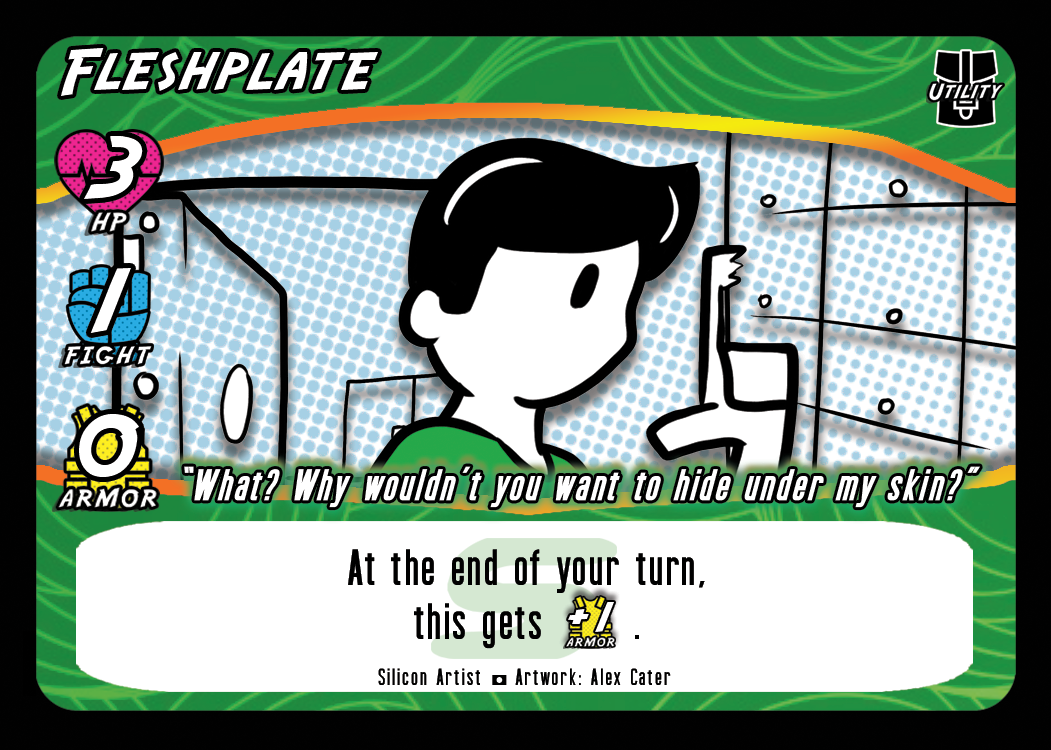 FLESHPLATE
UTILITY
3
HP
1
FIGHT
0
ARMOR
“What? Why wouldn't you want to hide under my skin?”
At the end of your turn,
this gets +1 ARMOR .
Silicon Artist ◘ Artwork: Alex Cater